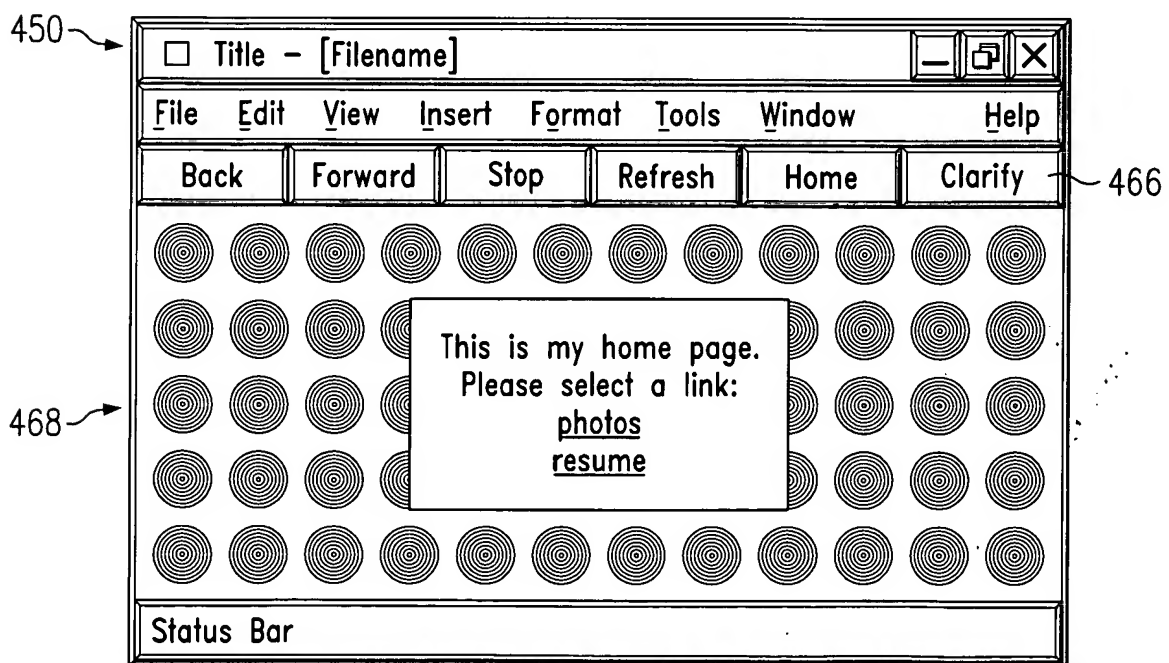 450
Title – [Filename]
File Edit View Insert Format Tools Window Help
Back Forward Stop Refresh Home Clarify
466
This is my home page.
Please select a link:
photos
resume
468
Status Bar